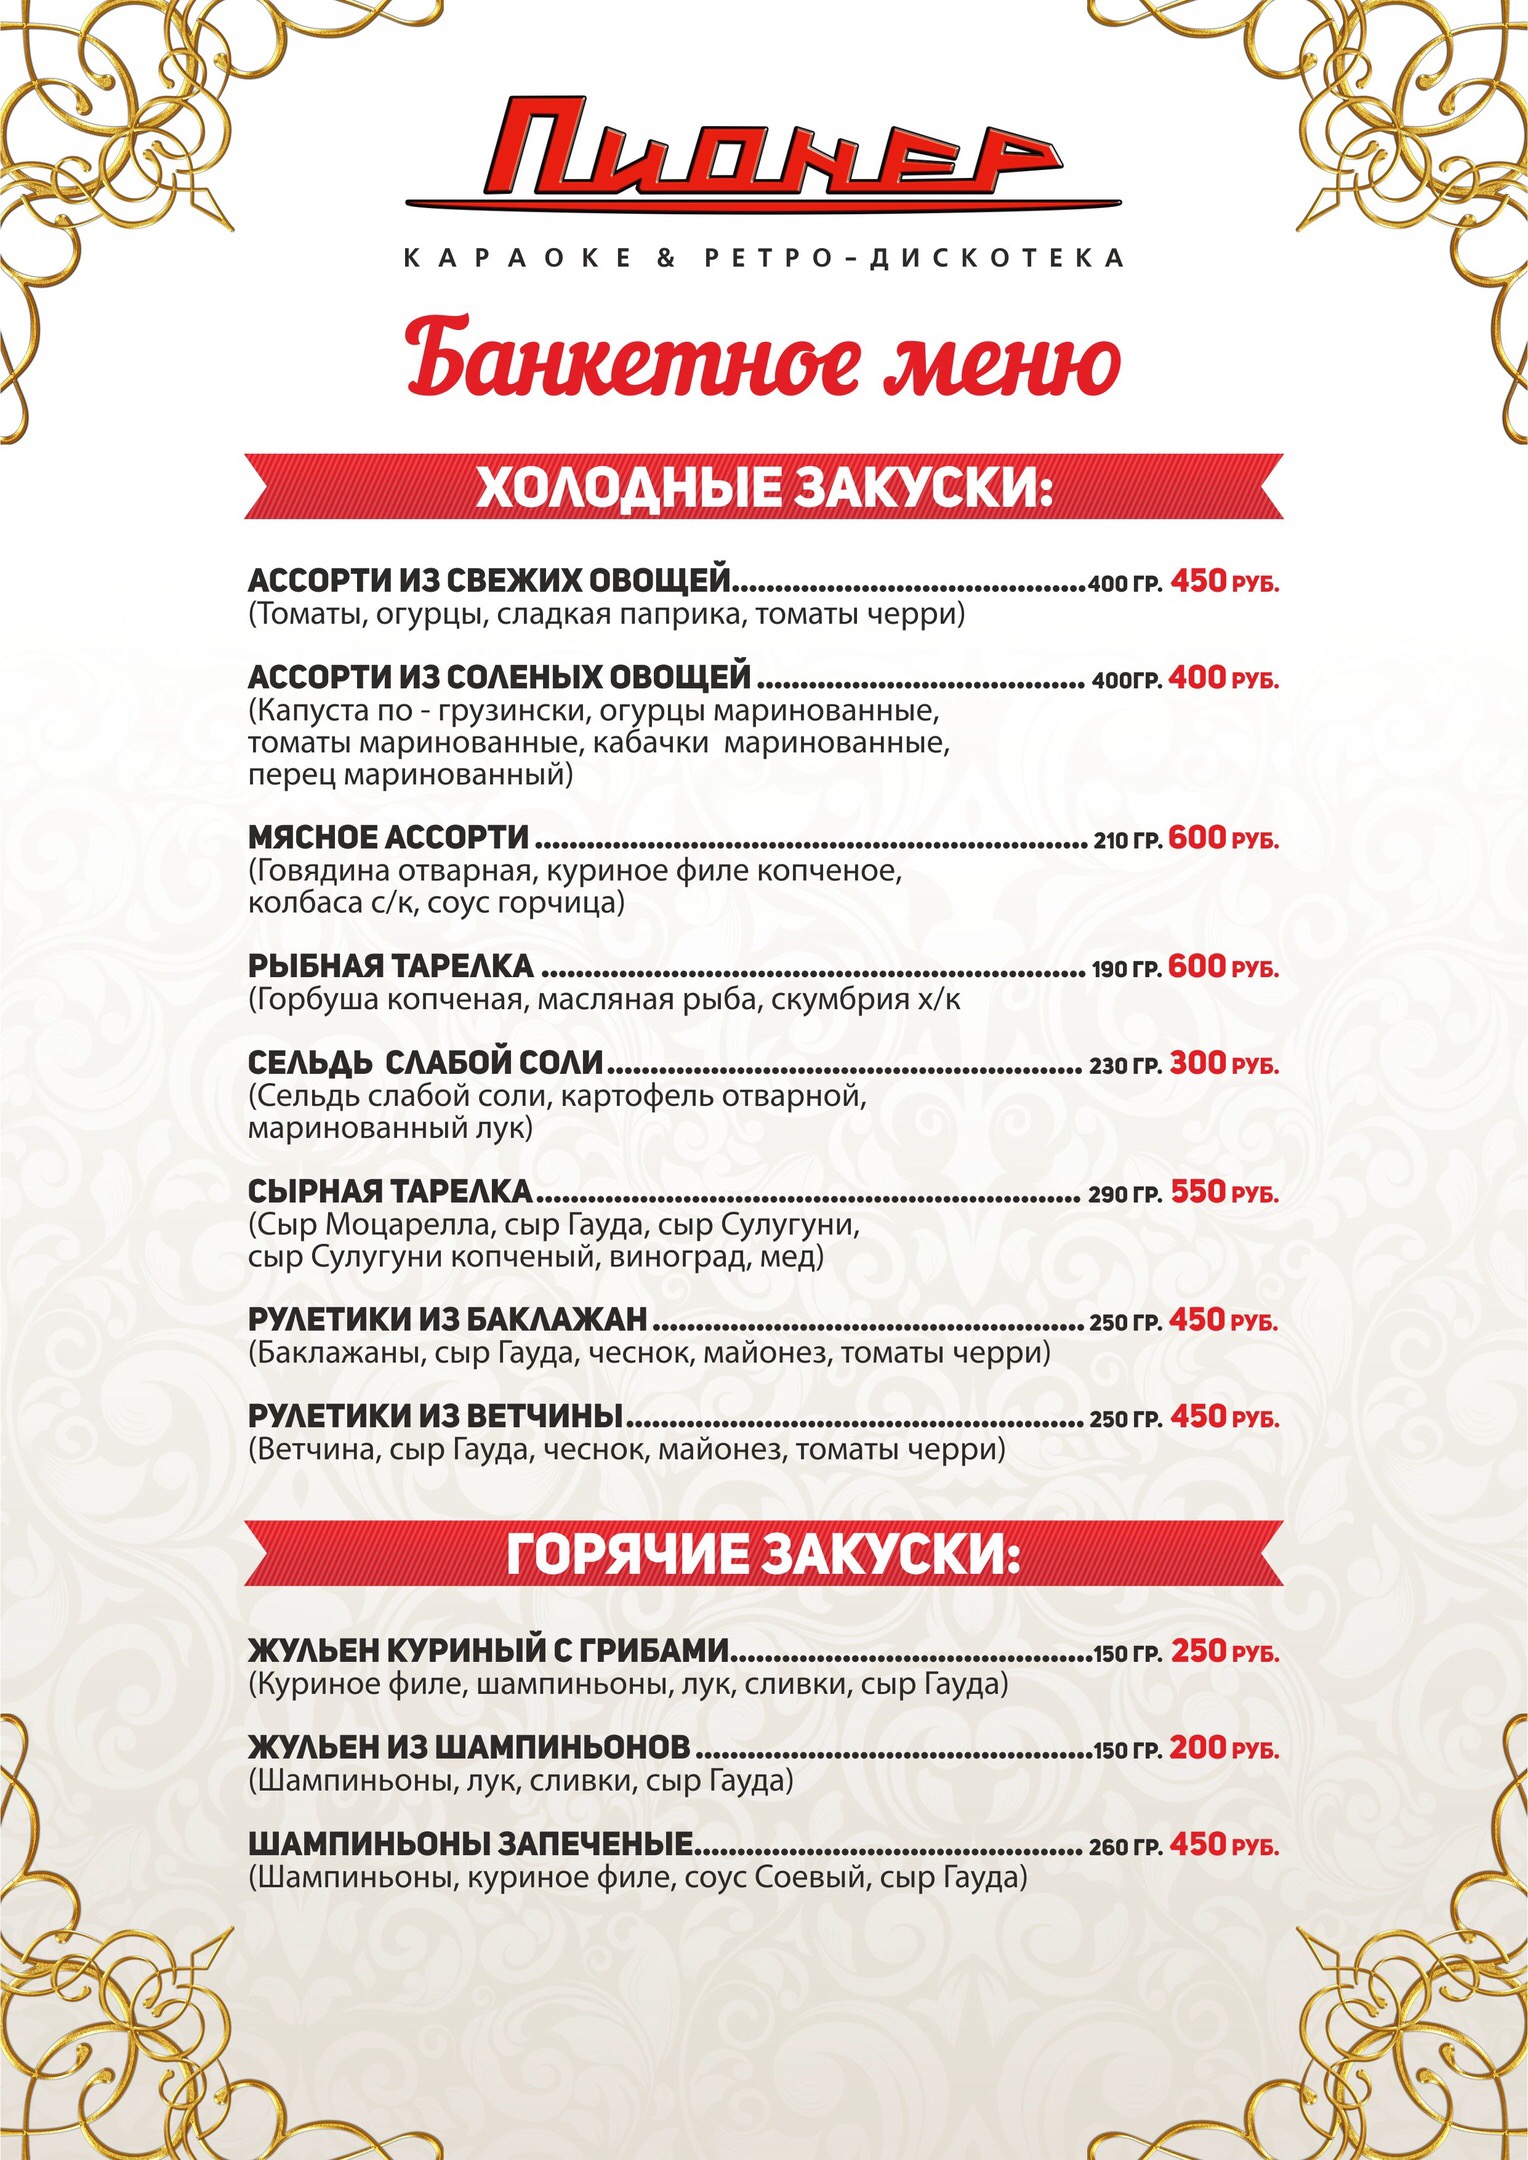 Пионер
КАРАОКЕ & РЕТРО-ДИСКОТЕКА
Банкетное меню
ХОЛОДНЫЕ ЗАКУСКИ:
АССОРТИ ИЗ СВЕЖИХ ОВОЩЕЙ......................................... 400 ГР. 450 РУБ.
(Томаты, огурцы, сладкая паприка, томаты черри)
АССОРТИ ИЗ СОЛЕНЫХ ОВОЩЕЙ ...................................... 400ГР. 400 РУБ.
(Капуста по - грузински, огурцы маринованные,
томаты маринованные, кабачки  маринованные,
перец маринованный)
МЯСНОЕ АССОРТИ ................................................................ 210 ГР. 600 РУБ.
(Говядина отварная, куриное филе копченое,
колбаса с/к, соус горчица)
РЫБНАЯ ТАРЕЛКА ............................................................... 190 ГР. 600 РУБ.
(Горбуша копченая, масляная рыба, скумбрия х/к
СЕЛЬДЬ  СЛАБОЙ СОЛИ....................................................... 230 ГР. 300 РУБ.
(Сельдь слабой соли, картофель отварной,
маринованный лук)
СЫРНАЯ ТАРЕЛКА............................................................... 290 ГР. 550 РУБ.
(Сыр Моцарелла, сыр Гауда, сыр Сулугуни,
сыр Сулугуни копченый, виноград, мед)
РУЛЕТИКИ ИЗ БАКЛАЖАН .................................................. 250 ГР. 450 РУБ.
(Баклажаны, сыр Гауда, чеснок, майонез, томаты черри)
РУЛЕТИКИ ИЗ ВЕТЧИНЫ..................................................... 250 ГР. 450 РУБ.
(Ветчина, сыр Гауда, чеснок, майонез, томаты черри)
ГОРЯЧИЕ ЗАКУСКИ:
ЖУЛЬЕН КУРИНЫЙ С ГРИБАМИ..........................................150 ГР. 250 РУБ.
(Куриное филе, шампиньоны, лук, сливки, сыр Гауда)
ЖУЛЬЕН ИЗ ШАМПИНЬОНОВ ..............................................150 ГР. 200 РУБ.
(Шампиньоны, лук, сливки, сыр Гауда)
ШАМПИНЬОНЫ ЗАПЕЧЕНЫЕ............................................. 260 ГР. 450 РУБ.
(Шампиньоны, куриное филе, соус Соевый, сыр Гауда)